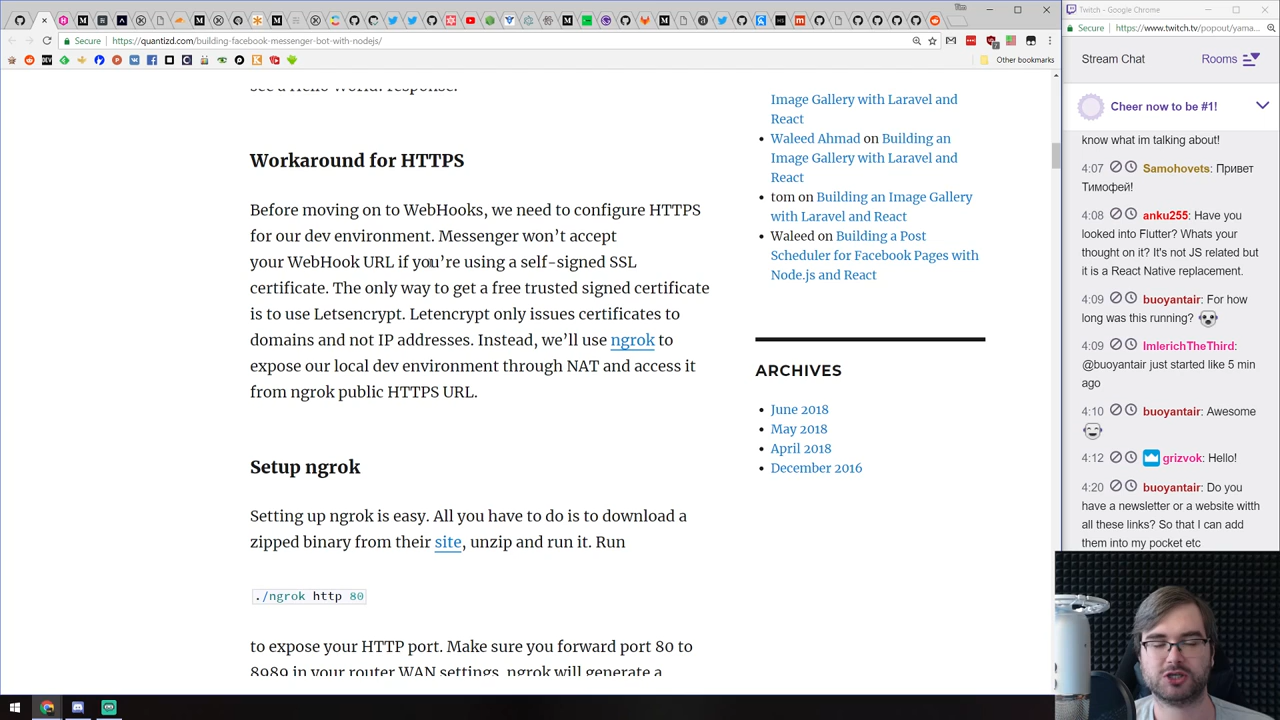 Tim
Secure
https://quantizd.com/building-facebook-messenger-bot-with-nodejs/
Other bookmarks
see a Hello World! response.
Workaround for HTTPS
Before moving on to WebHooks, we need to configure HTTPS
for our dev environment. Messenger won't accept
your WebHook URL if you're using a self-signed SSL
certificate. The only way to get a free trusted signed certificate
is to use Letsencrypt. Letencrypt only issues certificates to
domains and not IP addresses. Instead, we'll use ngrok to
expose our local dev environment through NAT and access it
from ngrok public HTTPS URL.
Setup ngrok
Setting up ngrok is easy. All you have to do is to download a
zipped binary from their site, unzip and run it. Run
./ngrok http 80
to expose your HTTP port. Make sure you forward port 80 to
8989 in your router WAN settings. ngrok will generate a
Image Gallery with Laravel and
React
Waleed Ahmad on Building an
Image Gallery with Laravel and
React
tom on Building an Image Gallery
with Laravel and React
Waleed on Building a Post
Scheduler for Facebook Pages with
Node.js and React
ARCHIVES
June 2018
May 2018
April 2018
December 2016
Twitch - Google Chrome
Secure
https://www.twitch.tv/popout/yama...
Stream Chat
Rooms
Cheer now to be #1!
know what im talking about!
4:07 Samohovets: Привет
Тимофей!
4:08 anku255: Have you
looked into Flutter? Whats your
thought on it? It's not JS related but
it is a React Native replacement.
4:09 buoyantair: For how
long was this running?
4:09 ImlerichTheThird:
@buoyantair just started like 5 min
ago
4:10 buoyantair: Awesome
4:12 grizvok: Hello!
4:20 buoyantair: Do you
have a newsletter or a website witth
all these links? So that I can add
them into my pocket etc